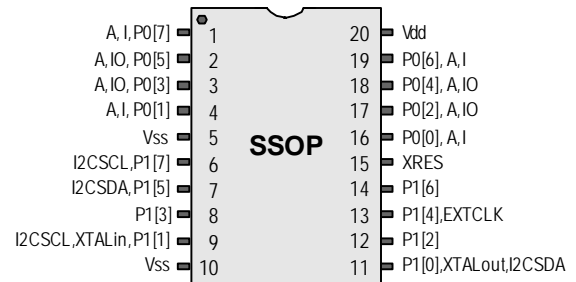 A, I, P0[7] 1 20 Vdd
A, IO, P0[5] 2 19 P0[6], A, I
A, IO, P0[3] 3 18 P0[4], A, IO
A, I, P0[1] 4 17 P0[2], A, IO
Vss 5 SSOP 16 P0[0], A, I
I2CSCL, P1[7] 6 15 XRES
I2CSDA, P1[5] 7 14 P1[6]
P1[3] 8 13 P1[4], EXTCLK
I2CSCL, XTALin, P1[1] 9 12 P1[2]
Vss 10 11 P1[0], XTALout, I2CSDA